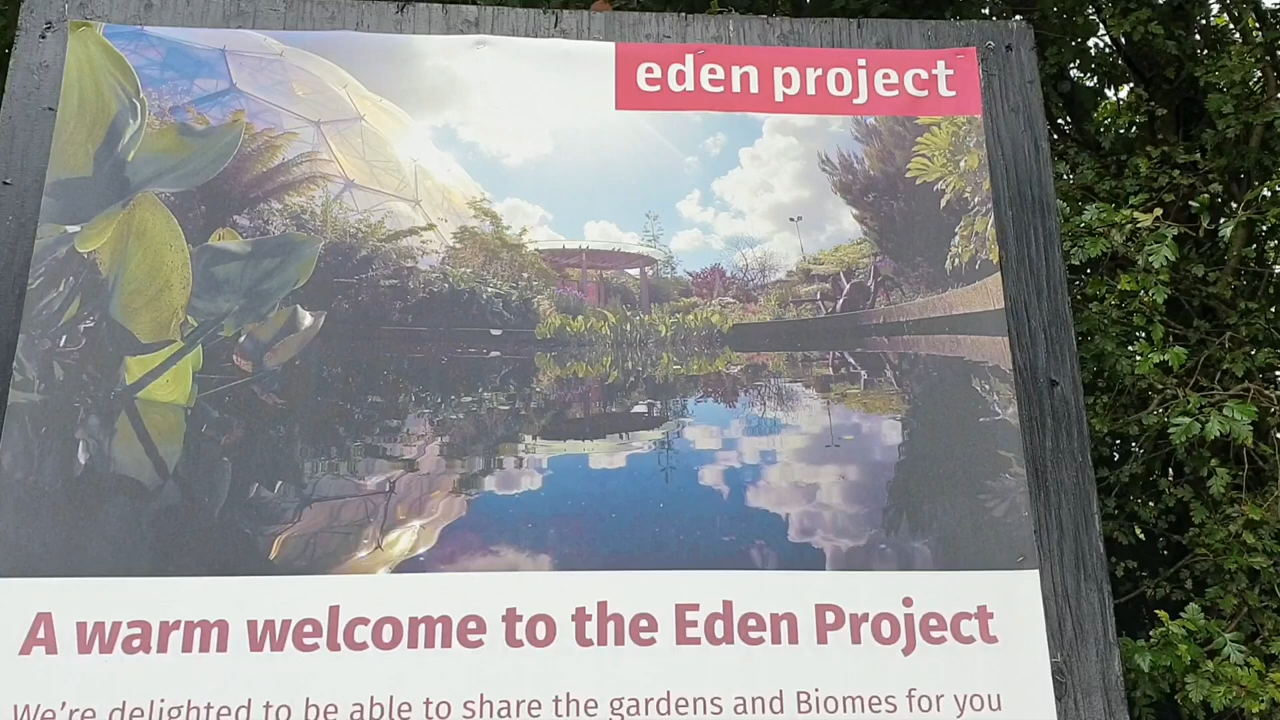 eden project
A warm welcome to the Eden Project
We're delighted to be able to share the gardens and Biomes for you